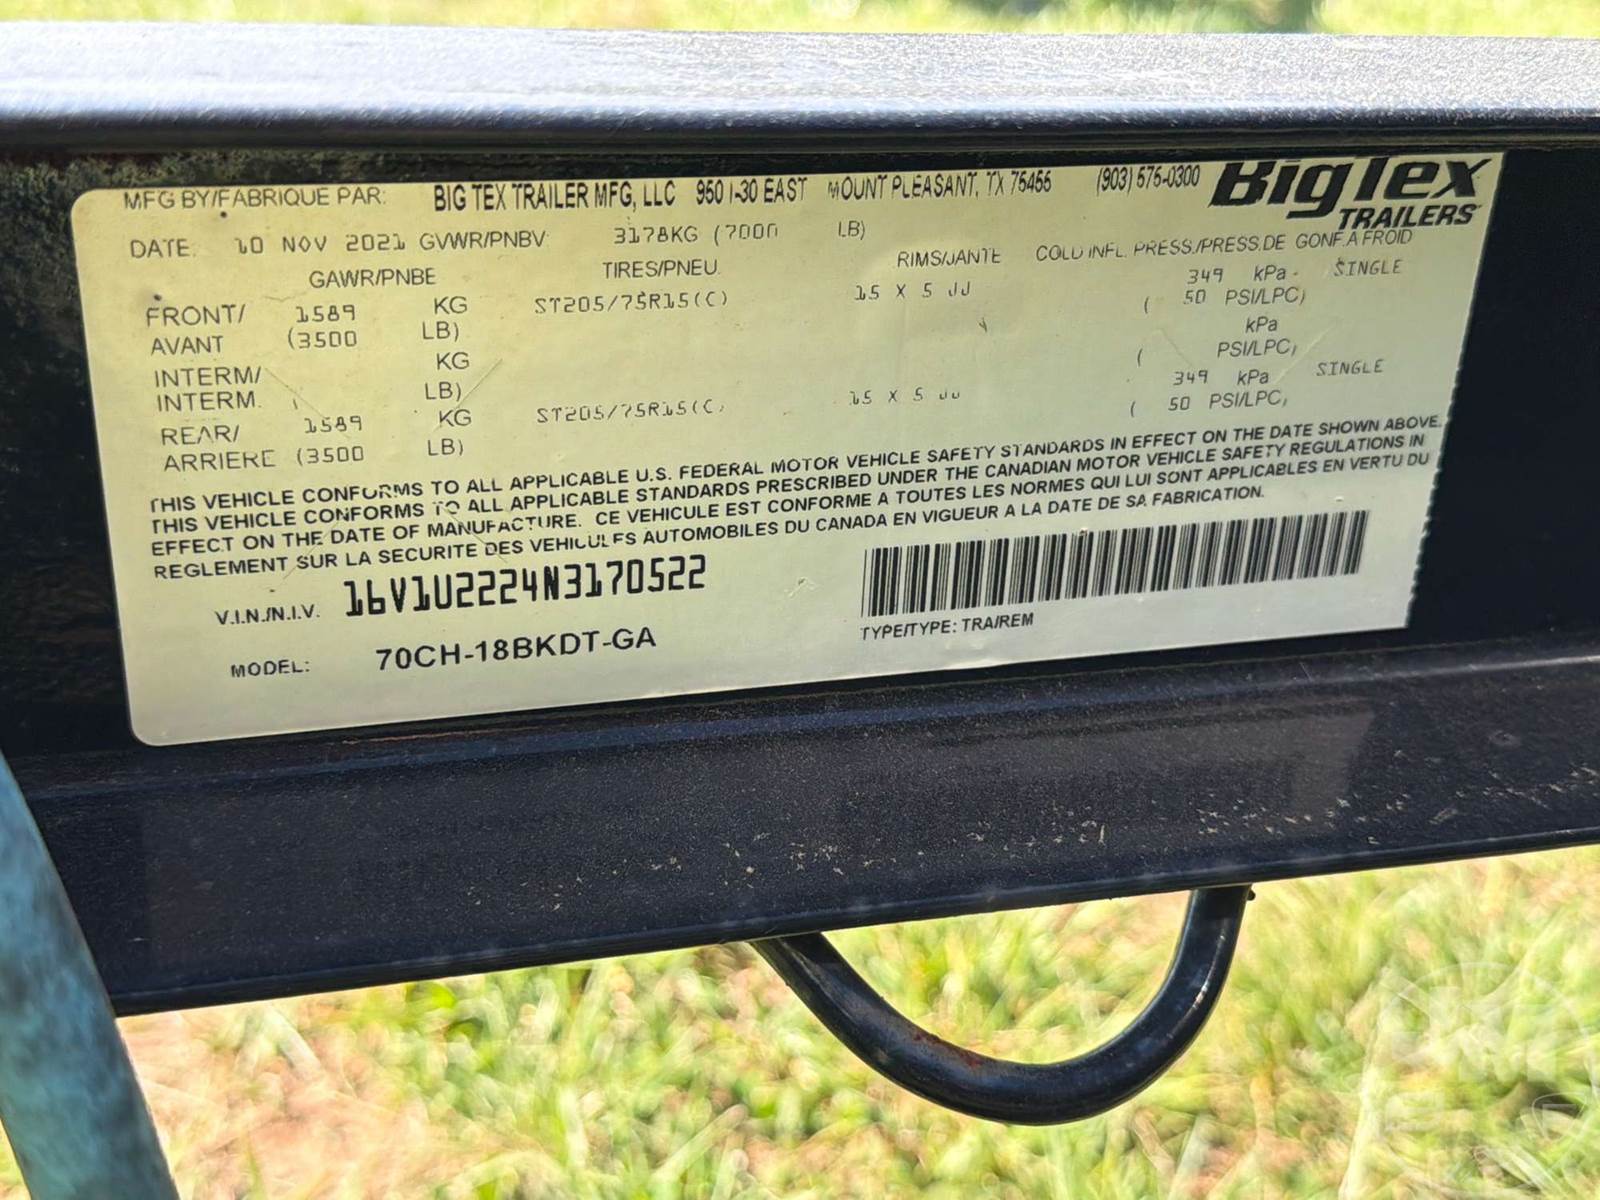 MFG BY/FABRIQUE PAR: BIG TEX TRAILER MFG, LLC 950 I-30 EAST MOUNT PLEASANT, TX 75455 (903) 575-0300 BigTex TRAILERS
DATE: 10 NOV 2021 GVWR/PNBV 3178KG (7000 LB)
GAWR/PNBE TIRES/PNEU RIMS/JANTE COLD INFL. PRESS./PRESS.DE GONF.A FROID
FRONT/ 1589 KG ST205/75R15(C) 15 X 5 JJ 349 kPa- SINGLE
AVANT (3500 LB) ( 50 PSI/LPC)
INTERM/ KG kPa
INTERM. ( LB) ( PSI/LPC)
REAR/ 1589 KG ST205/75R15(C) 15 X 5 JJ 349 kPa SINGLE
ARRIERE (3500 LB) ( 50 PSI/LPC)
THIS VEHICLE CONFORMS TO ALL APPLICABLE U.S. FEDERAL MOTOR VEHICLE SAFETY STANDARDS IN EFFECT ON THE DATE SHOWN ABOVE.
THIS VEHICLE CONFORMS TO ALL APPLICABLE STANDARDS PRESCRIBED UNDER THE CANADIAN MOTOR VEHICLE SAFETY REGULATIONS IN
EFFECT ON THE DATE OF MANUFACTURE. CE VEHICULE EST CONFORME A TOUTES LES NORMES QUI LUI SONT APPLICABLES EN VERTU DU
REGLEMENT SUR LA SECURITE DES VEHICULES AUTOMOBILES DU CANADA EN VIGUEUR A LA DATE DE SA FABRICATION.
V.I.N./N.I.V. 16V1U2224N3170522
TYPE/TYPE: TRA/REM
MODEL: 70CH-18BKDT-GA